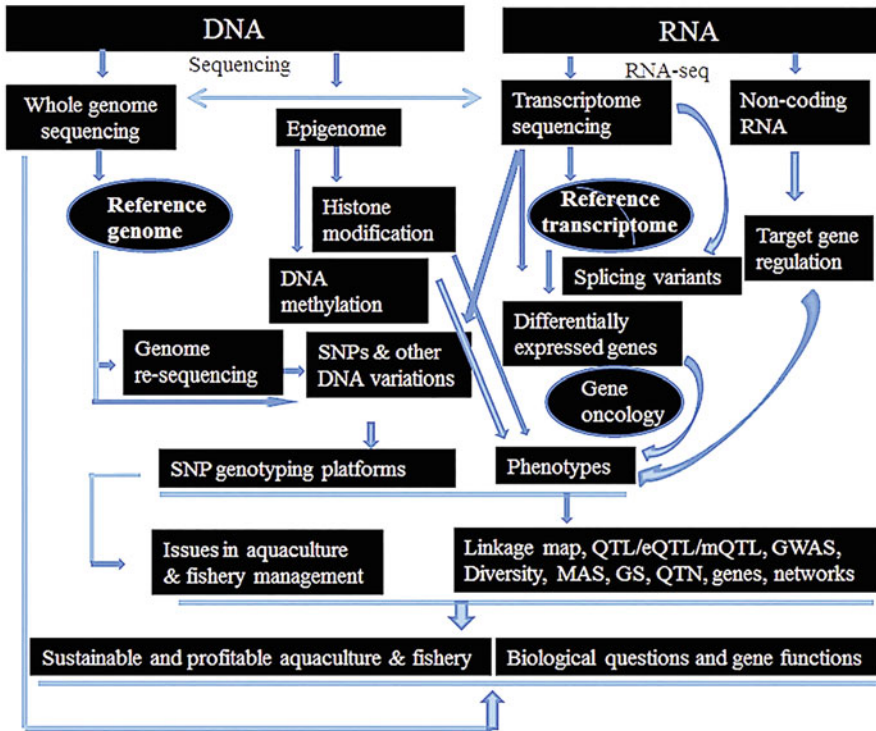 DNA
RNA
Sequencing
RNA-seq
Whole genome
sequencing
Epigenome
Transcriptome
sequencing
Non-coding
RNA
Reference
genome
Histone
modification
Reference
transcriptome
Target gene
regulation
DNA
methylation
Splicing variants
Genome
re-sequencing
SNPs & other
DNA variations
Differentially
expressed genes
Gene
oncology
SNP genotyping platforms
Phenotypes
Issues in aquaculture
& fishery management
Linkage map, QTL/eQTL/mQTL, GWAS,
Diversity, MAS, GS, QTN, genes, networks
Sustainable and profitable aquaculture & fishery
Biological questions and gene functions